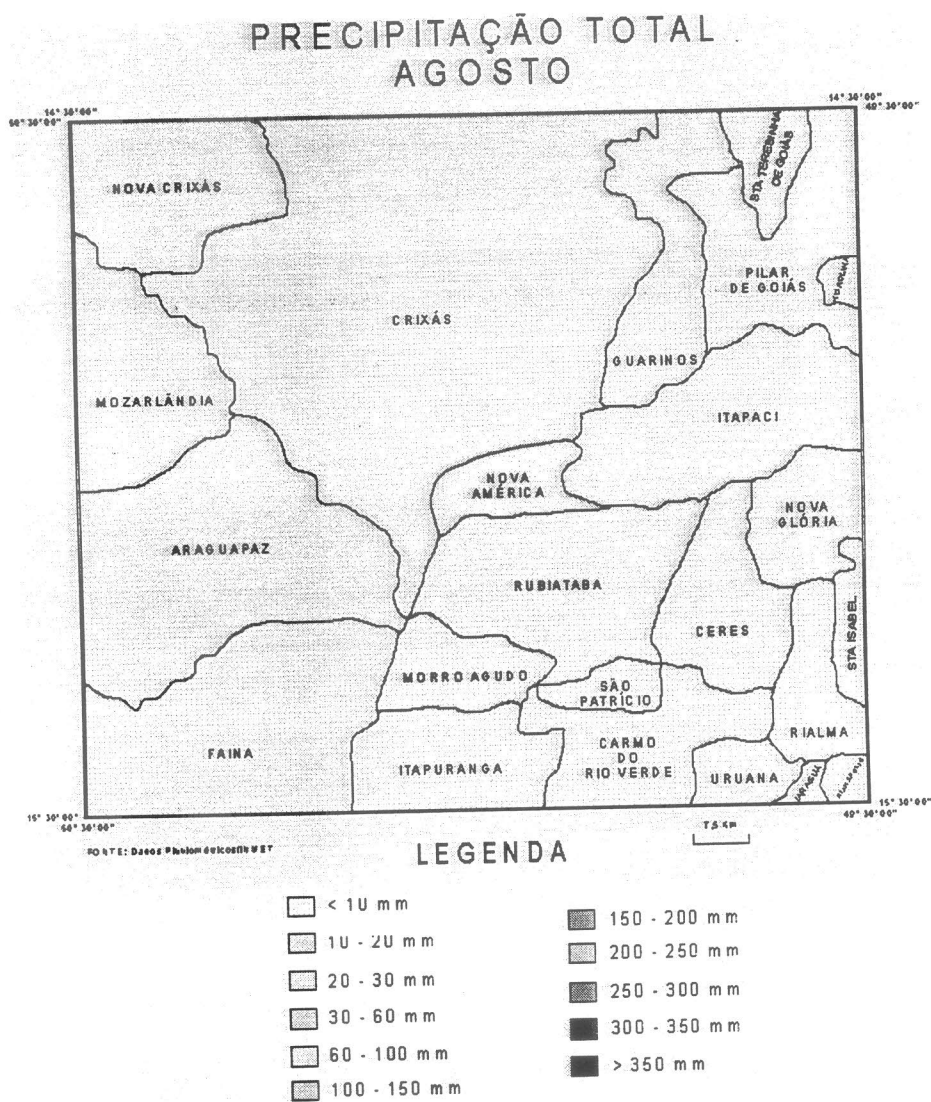 PRECIPITAÇÃO TOTAL
AGOSTO
14° 30'00"
50° 30'00"
14° 30'00"
49° 30'00"
NOVA CRIXÁS
STA TEREZINHA
DE GOIÁS
PILAR
DE GOIÁS
CRIXÁS
GUARINOS
MOZARLÂNDIA
ITAPACI
NOVA
AMÉRICA
NOVA
GLÓRIA
ARAGUAPAZ
RUBIATABA
CERES
STA ISABEL
MORRO AGUDO
SÃO
PATRÍCIO
FAINA
ITAPURANGA
CARMO
DO
RIO VERDE
URUANA
RIALMA
15° 30'00"
50° 30'00"
15° 30'00"
49° 30'00"
7,5 Km
FONTE: Dados Pluviométricos
LEGENDA
< 10 mm
10 - 20 mm
20 - 30 mm
30 - 60 mm
60 - 100 mm
100 - 150 mm
150 - 200 mm
200 - 250 mm
250 - 300 mm
300 - 350 mm
> 350 mm